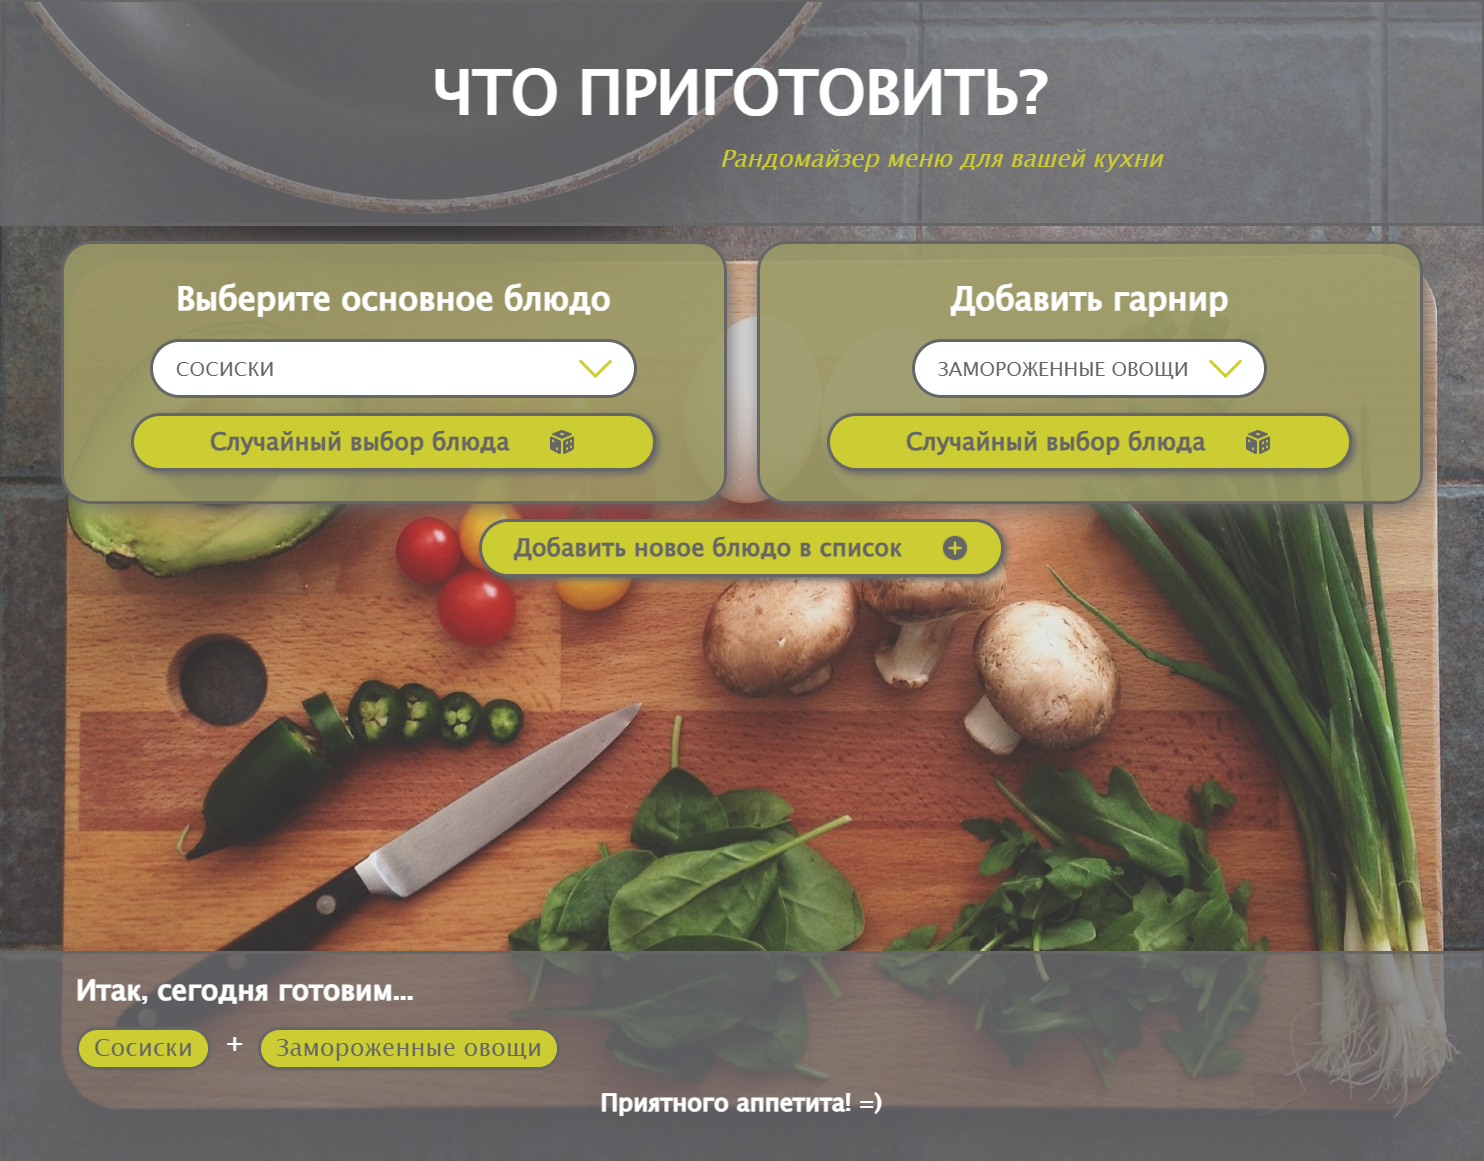 ЧТО ПРИГОТОВИТЬ?
Рандомайзер меню для вашей кухни
Выберите основное блюдо
СОСИСКИ
Случайный выбор блюда
Добавить гарнир
ЗАМОРОЖЕННЫЕ ОВОЩИ
Случайный выбор блюда
Добавить новое блюдо в список
Итак, сегодня готовим...
Сосиски + Замороженные овощи
Приятного аппетита! =)